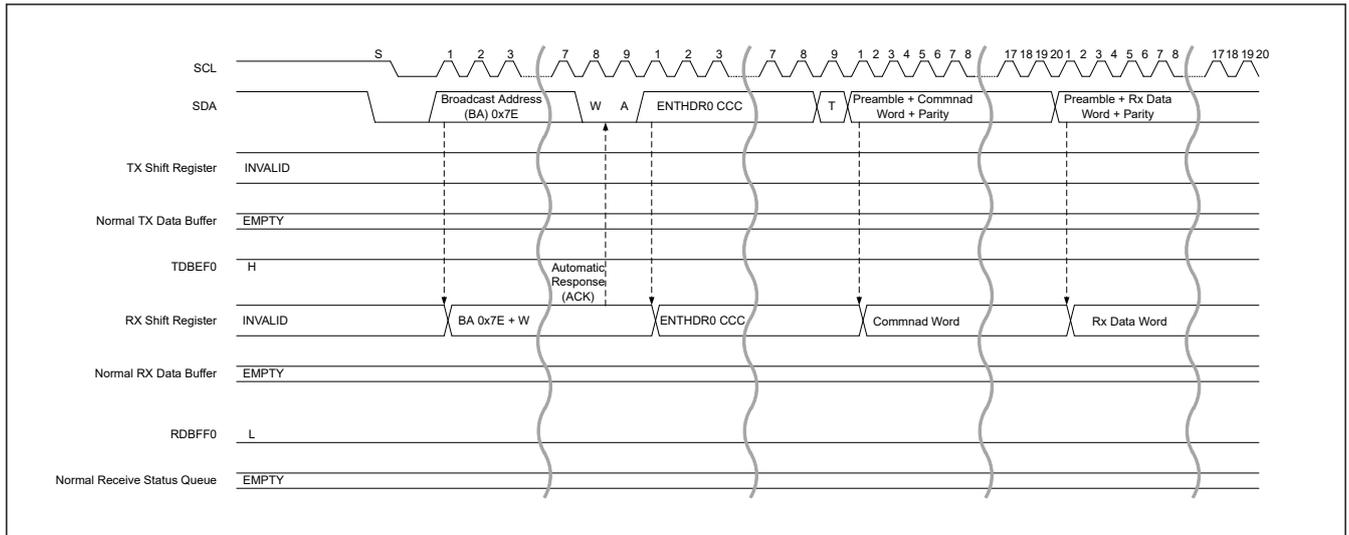 S 1 2 3 7 8 9 1 2 3 7 8 9 1 2 3 4 5 6 7 8 17 18 19 20 1 2 3 4 5 6 7 8 17 18 19 20
SCL
SDA
Broadcast Address
(BA) 0x7E
W A
ENTHDR0 CCC
T
Preamble + Commnad
Word + Parity
Preamble + Rx Data
Word + Parity
TX Shift Register INVALID
Normal TX Data Buffer EMPTY
TDBEF0 H
Automatic
Response
(ACK)
RX Shift Register INVALID BA 0x7E + W ENTHDR0 CCC Commnad Word Rx Data Word
Normal RX Data Buffer EMPTY
RDBFF0 L
Normal Receive Status Queue EMPTY